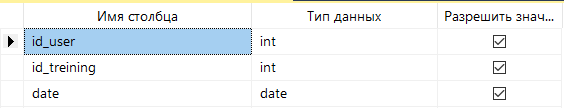 Имя столбца Тип данных Разрешить знач...
id_user int
id_treining int
date date